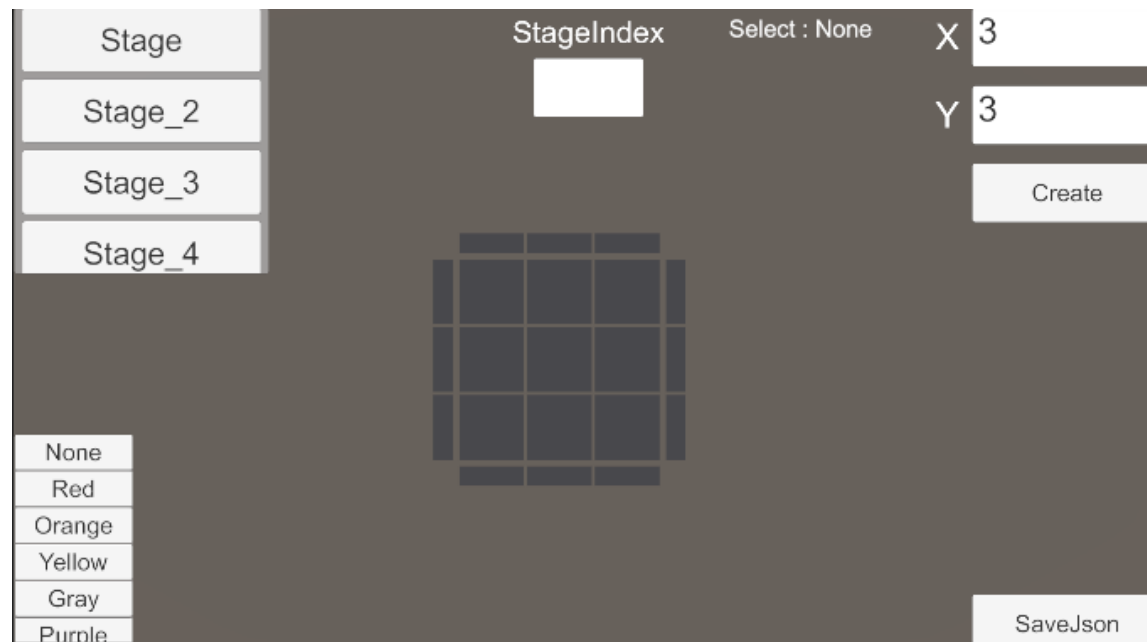 Stage
Stage_2
Stage_3
Stage_4
StageIndex
Select : None
X 3
Y 3
Create
None
Red
Orange
Yellow
Gray
Purple
SaveJson